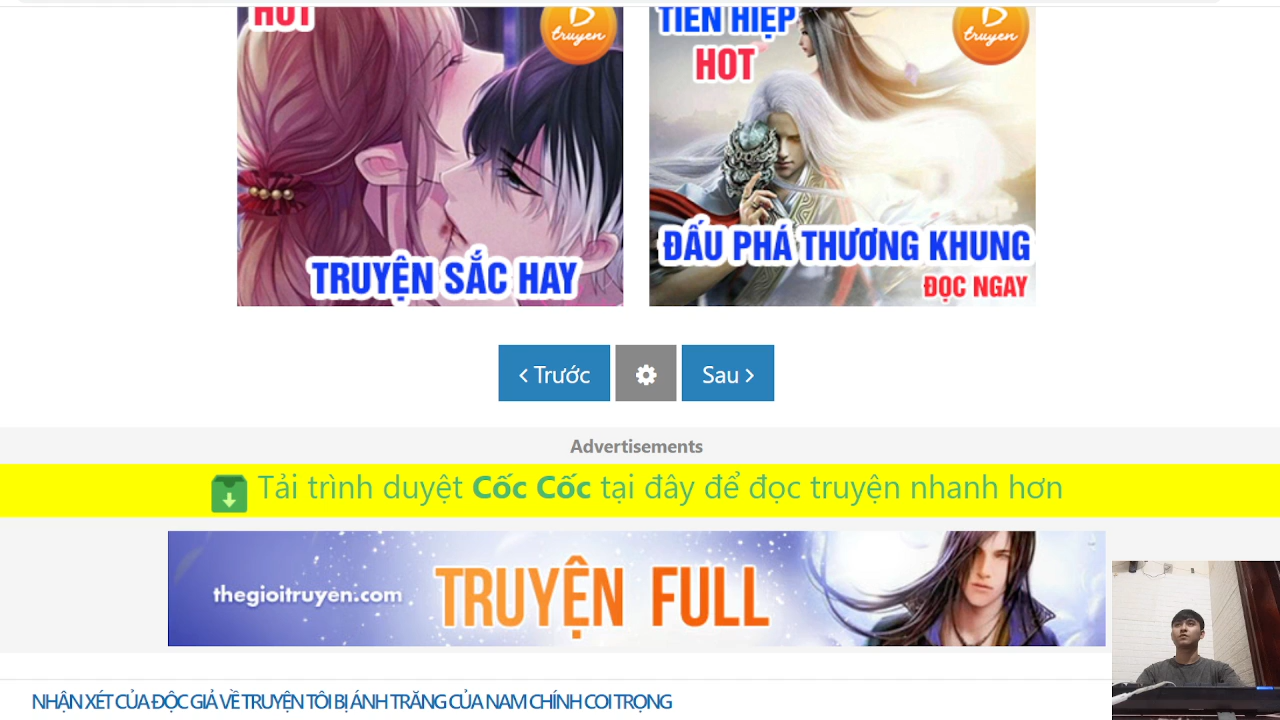 HOT
truyen
TRUYỆN SẮC HAY
TIÊN HIỆP
HOT
truyen
ĐẤU PHÁ THƯƠNG KHUNG
ĐỌC NGAY
Trước
Sau
Advertisements
Tải trình duyệt Cốc Cốc tại đây để đọc truyện nhanh hơn
thegioitruyen.com
TRUYỆN FULL
NHẬN XÉT CỦA ĐỘC GIẢ VỀ TRUYỆN TÔI BỊ ÁNH TRĂNG CỦA NAM CHÍNH COI TRỌNG